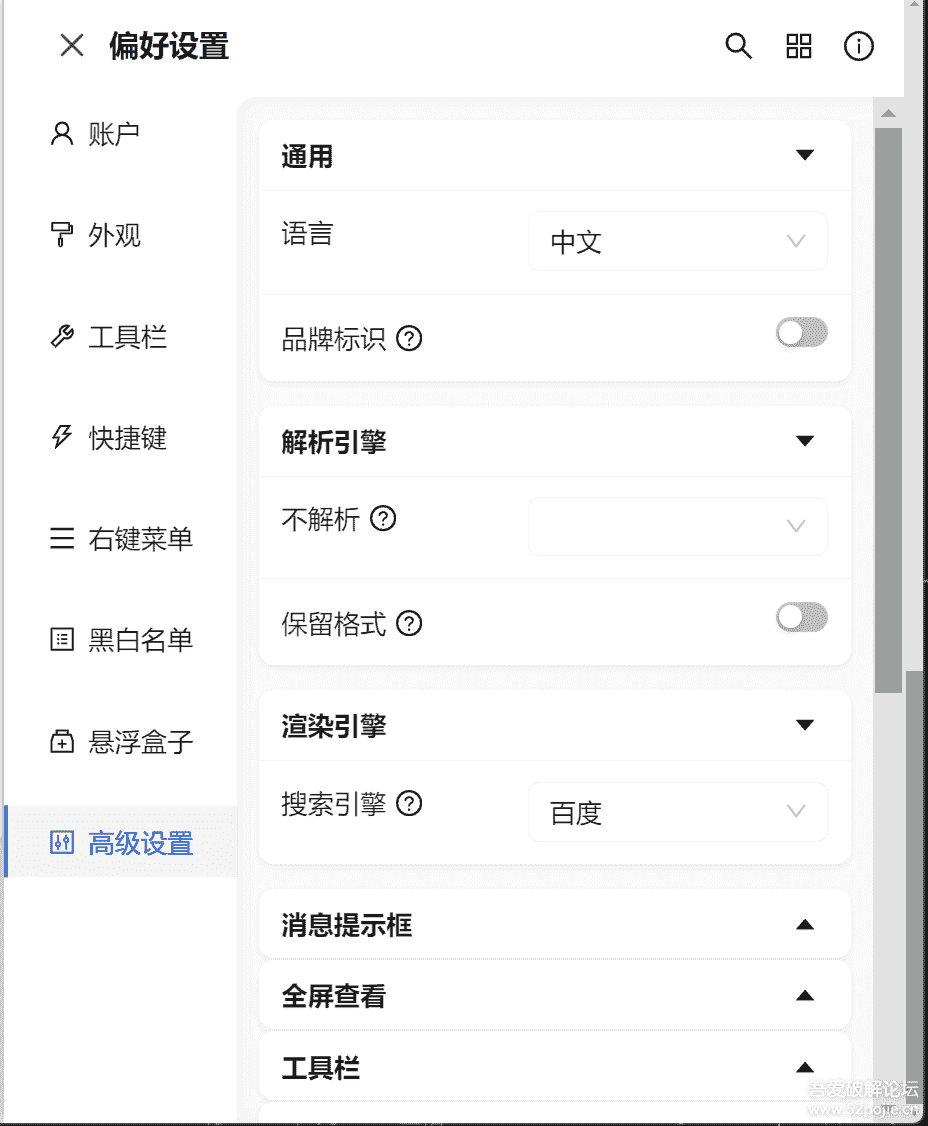 偏好设置
账户
外观
工具栏
快捷键
右键菜单
黑白名单
悬浮盒子
高级设置
通用
语言
中文
品牌标识
解析引擎
不解析
保留格式
渲染引擎
搜索引擎
百度
消息提示框
全屏查看
工具栏
吾爱破解论坛
www.52pojie.cn